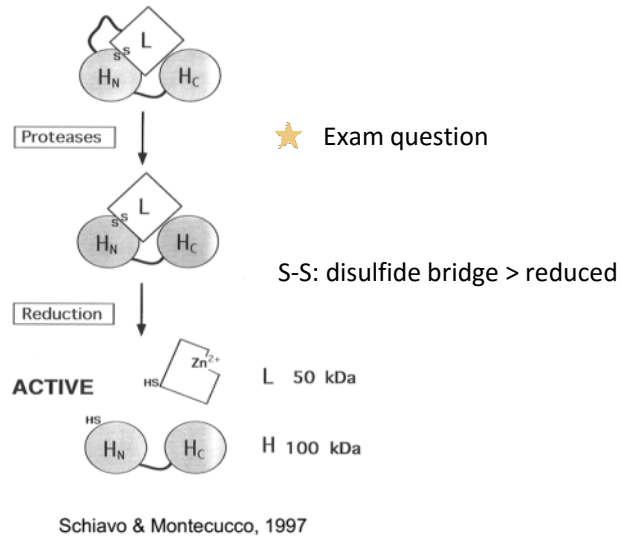 L
S S
H_N H_C
Proteases
Exam question
L
S S
H_N H_C
S-S: disulfide bridge > reduced
Reduction
Zn2+
HS
L 50 kDa
ACTIVE
HS
H_N H_C
H 100 kDa
Schiavo & Montecucco, 1997